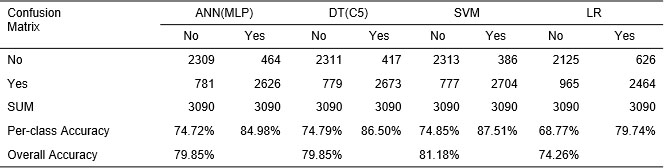 Confusion Matrix ANN(MLP) DT(C5) SVM LR
No Yes No Yes No Yes No Yes
No 2309 464 2311 417 2313 386 2125 626
Yes 781 2626 779 2673 777 2704 965 2464
SUM 3090 3090 3090 3090 3090 3090 3090 3090
Per-class Accuracy 74.72% 84.98% 74.79% 86.50% 74.85% 87.51% 68.77% 79.74%
Overall Accuracy 79.85% 79.85% 81.18% 74.26%